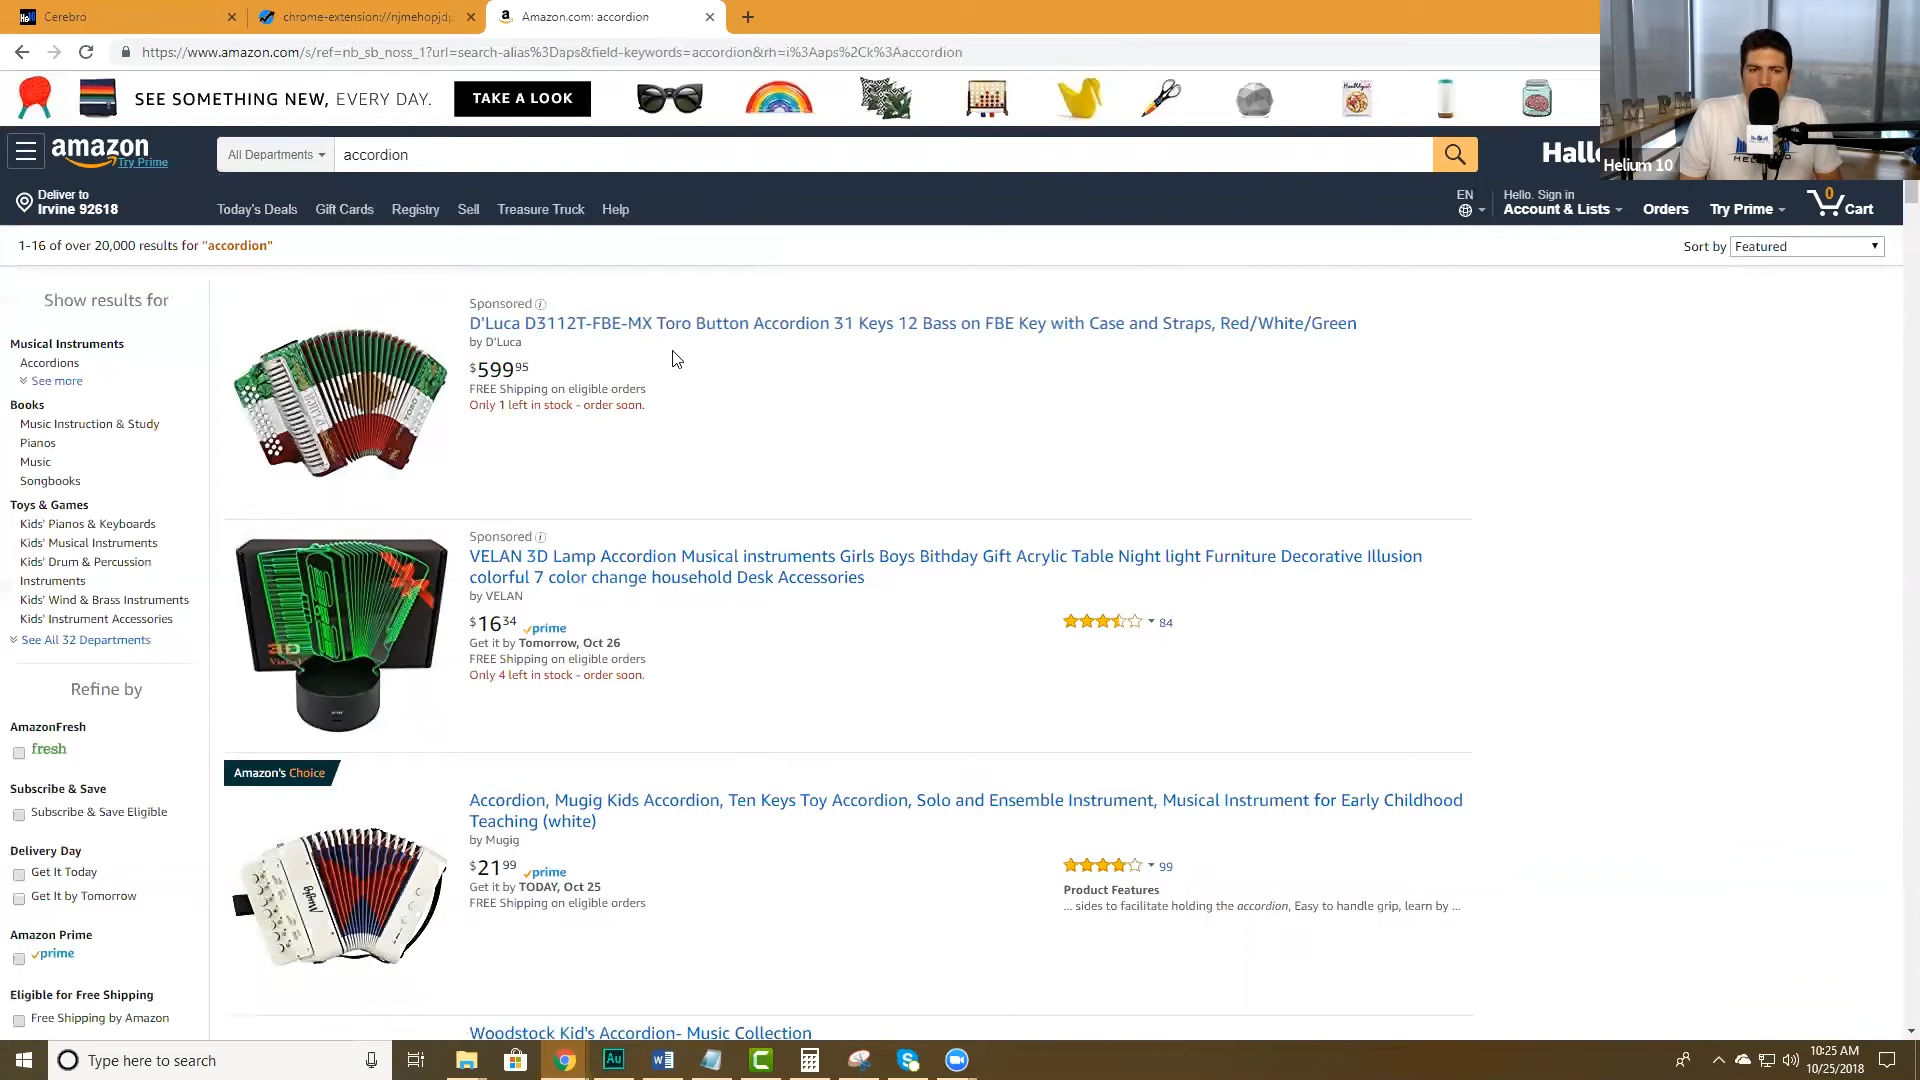 Cerebro
chrome-extension://njmehopjdp
Amazon.com: accordion
https://www.amazon.com/s/ref=nb_sb_noss_1?url=search-alias%3Daps&field-keywords=accordion&rh=i%3Aaps%2Ck%3Aaccordion
SEE SOMETHING NEW, EVERY DAY.
TAKE A LOOK
amazon
Try Prime
All Departments
accordion
Hello
Helium 10
Deliver to
Irvine 92618
Today's Deals
Gift Cards
Registry
Sell
Treasure Truck
Help
EN
Hello. Sign in
Account & Lists
Orders
Try Prime
0
Cart
1-16 of over 20,000 results for "accordion"
Sort by
Featured
Show results for
Musical Instruments
Accordions
See more
Books
Music Instruction & Study
Pianos
Music
Songbooks
Toys & Games
Kids' Pianos & Keyboards
Kids' Musical Instruments
Kids' Drum & Percussion
Instruments
Kids' Wind & Brass Instruments
Kids' Instrument Accessories
See All 32 Departments
Refine by
AmazonFresh
fresh
Subscribe & Save
Subscribe & Save Eligible
Delivery Day
Get It Today
Get It by Tomorrow
Amazon Prime
prime
Eligible for Free Shipping
Free Shipping by Amazon
Sponsored
D'Luca D3112T-FBE-MX Toro Button Accordion 31 Keys 12 Bass on FBE Key with Case and Straps, Red/White/Green
by D'Luca
$599 95
FREE Shipping on eligible orders
Only 1 left in stock - order soon.
Sponsored
VELAN 3D Lamp Accordion Musical instruments Girls Boys Bithday Gift Acrylic Table Night light Furniture Decorative Illusion
colorful 7 color change household Desk Accessories
by VELAN
$16 34 prime
Get it by Tomorrow, Oct 26
FREE Shipping on eligible orders
Only 4 left in stock - order soon.
84
Amazon's Choice
Accordion, Mugig Kids Accordion, Ten Keys Toy Accordion, Solo and Ensemble Instrument, Musical Instrument for Early Childhood
Teaching (white)
by Mugig
$21 99 prime
Get it by TODAY, Oct 25
FREE Shipping on eligible orders
99
Product Features
... sides to facilitate holding the accordion, Easy to handle grip, learn by ...
Woodstock Kid's Accordion- Music Collection
Type here to search
10:25 AM
10/25/2018